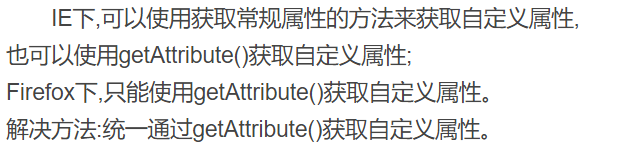 IE下,可以使用获取常规属性的方法来获取自定义属性,
也可以使用getAttribute()获取自定义属性;
Firefox下,只能使用getAttribute()获取自定义属性。
解决方法:统一通过getAttribute()获取自定义属性。